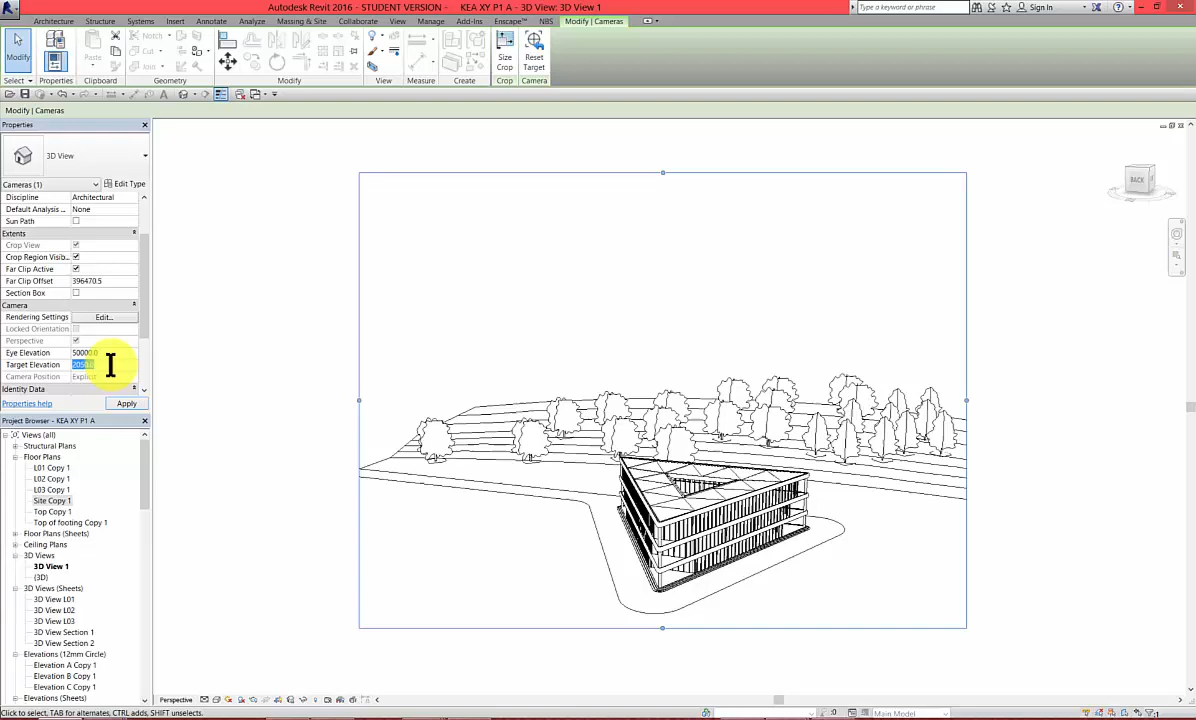 Autodesk Revit 2016 - STUDENT VERSION - KEA XY P1 A - 3D View: 3D View 1
Type a keyword or phrase
Sign In
Architecture Structure Systems Insert Annotate Analyze Massing & Site Collaborate View Manage Add-Ins Enscape™ NBS Modify | Cameras
Modify
Paste
Notch
Cut
Join
Size Crop
Reset Target
Select Properties Clipboard Geometry Modify View Measure Create Crop Camera
Modify | Cameras
Properties
3D View
Cameras (1) Edit Type
Discipline Architectural
Default Analysis ... None
Sun Path
Extents
Crop View
Crop Region Visib...
Far Clip Active
Far Clip Offset 396470.5
Section Box
Camera
Rendering Settings Edit...
Locked Orientation
Perspective
Eye Elevation 50000.0
Target Elevation
Camera Position Explicit
Identity Data
Properties help Apply
Project Browser - KEA XY P1 A
Views (all)
Structural Plans
Floor Plans
L01 Copy 1
L02 Copy 1
L03 Copy 1
Site Copy 1
Top Copy 1
Top of footing Copy 1
Floor Plans (Sheets)
Ceiling Plans
3D Views
3D View 1
{3D}
3D Views (Sheets)
3D View L01
3D View L02
3D View L03
3D View Section 1
3D View Section 2
Elevations (12mm Circle)
Elevation A Copy 1
Elevation B Copy 1
Elevation C Copy 1
Elevations (Sheets)
BACK
Perspective
Click to select, TAB for alternates, CTRL adds, SHIFT unselects.
:0
Main Model